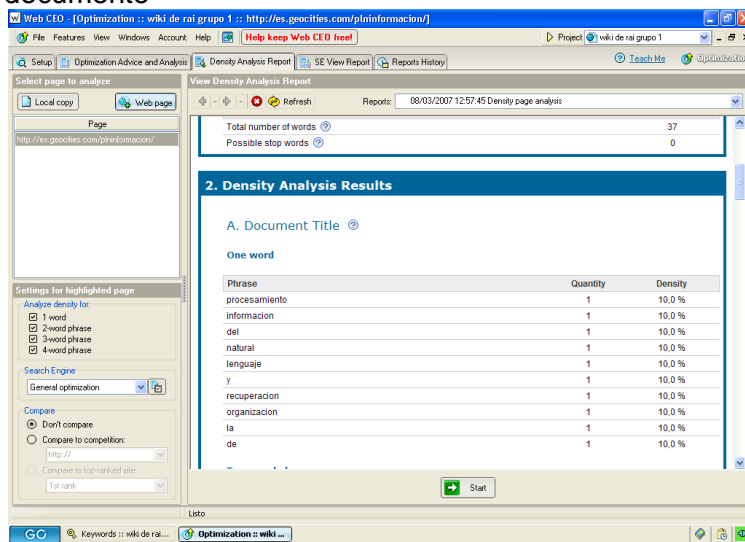 documento
Web CEO - [Optimization :: wiki de rai grupo 1 :: http://es.geocities.com/plninformacion/]
File Features View Windows Account Help Help keep Web CEO free! Project wiki de rai grupo 1
Setup Optimization Advice and Analysis Density Analysis Report SE View Report Reports History Teach Me Optimizatio
Select page to analyze View Density Analysis Report
Local copy Web page Refresh Reports: 08/03/2007 12:57:45 Density page analysis
Page
http://es.geocities.com/plninformacion/
Total number of words 37
Possible stop words 0
2. Density Analysis Results
A. Document Title
One word
Phrase Quantity Density
procesamiento 1 10,0 %
informacion 1 10,0 %
del 1 10,0 %
natural 1 10,0 %
lenguaje 1 10,0 %
y 1 10,0 %
recuperacion 1 10,0 %
organizacion 1 10,0 %
la 1 10,0 %
de 1 10,0 %
Settings for highlighted page
Analyze density for:
1 word
2-word phrase
3-word phrase
4-word phrase
Search Engine
General optimization
Compare
Don't compare
Compare to competition:
http://
Compare to top-ranked site:
1st rank
Start
Listo
GO Keywords :: wiki de rai... Optimization :: wiki ...